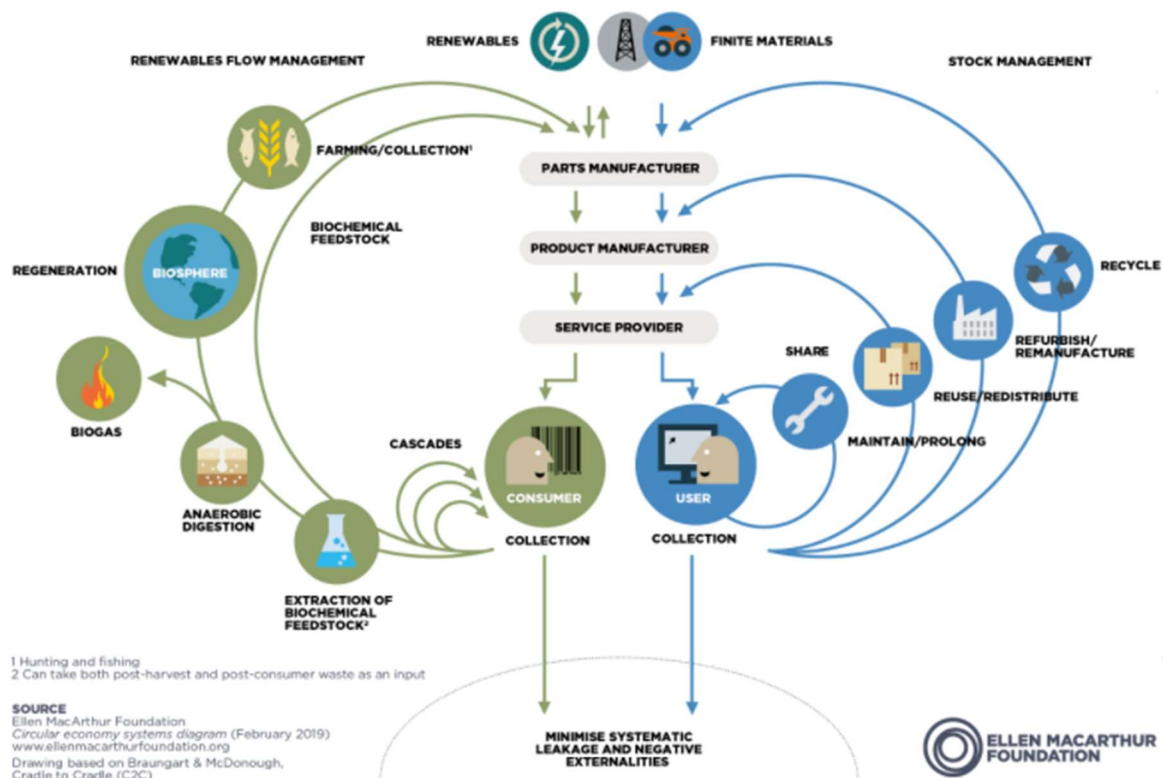 RENEWABLES
FINITE MATERIALS
RENEWABLES FLOW MANAGEMENT
STOCK MANAGEMENT
FARMING/COLLECTION¹
PARTS MANUFACTURER
BIOCHEMICAL
FEEDSTOCK
PRODUCT MANUFACTURER
REGENERATION
BIOSPHERE
RECYCLE
SERVICE PROVIDER
SHARE
REFURBISH/
REMANUFACTURE
REUSE/REDISTRIBUTE
BIOGAS
CASCADES
MAINTAIN/PROLONG
CONSUMER
USER
ANAEROBIC
DIGESTION
COLLECTION
COLLECTION
EXTRACTION OF
BIOCHEMICAL
FEEDSTOCK²
1 Hunting and fishing
2 Can take both post-harvest and post-consumer waste as an input
SOURCE
Ellen MacArthur Foundation
Circular economy systems diagram (February 2019)
www.ellenmacarthurfoundation.org
Drawing based on Braungart & McDonough,
Cradle to Cradle (C2C)
MINIMISE SYSTEMATIC
LEAKAGE AND NEGATIVE
EXTERNALITIES
ELLEN MACARTHUR
FOUNDATION